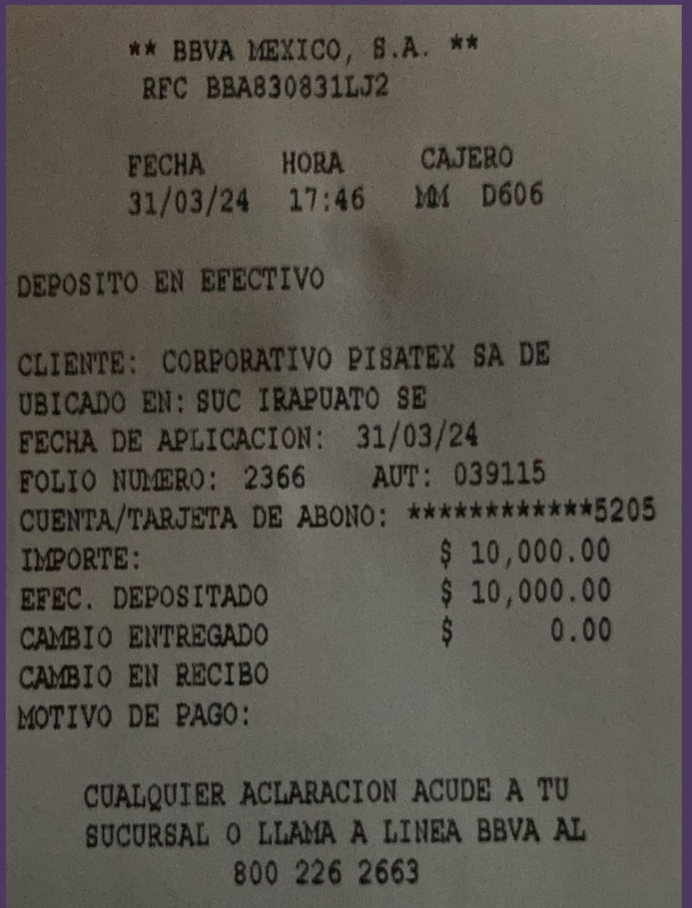 ** BBVA MEXICO, S.A. **
RFC BBA830831LJ2
FECHA HORA CAJERO
31/03/24 17:46 MM D606
DEPOSITO EN EFECTIVO
CLIENTE: CORPORATIVO PISATEX SA DE
UBICADO EN: SUC IRAPUATO SE
FECHA DE APLICACION: 31/03/24
FOLIO NUMERO: 2366 AUT: 039115
CUENTA/TARJETA DE ABONO: ************5205
IMPORTE: $ 10,000.00
EFEC. DEPOSITADO $ 10,000.00
CAMBIO ENTREGADO $ 0.00
CAMBIO EN RECIBO
MOTIVO DE PAGO:
CUALQUIER ACLARACION ACUDE A TU
SUCURSAL O LLAMA A LINEA BBVA AL
800 226 2663